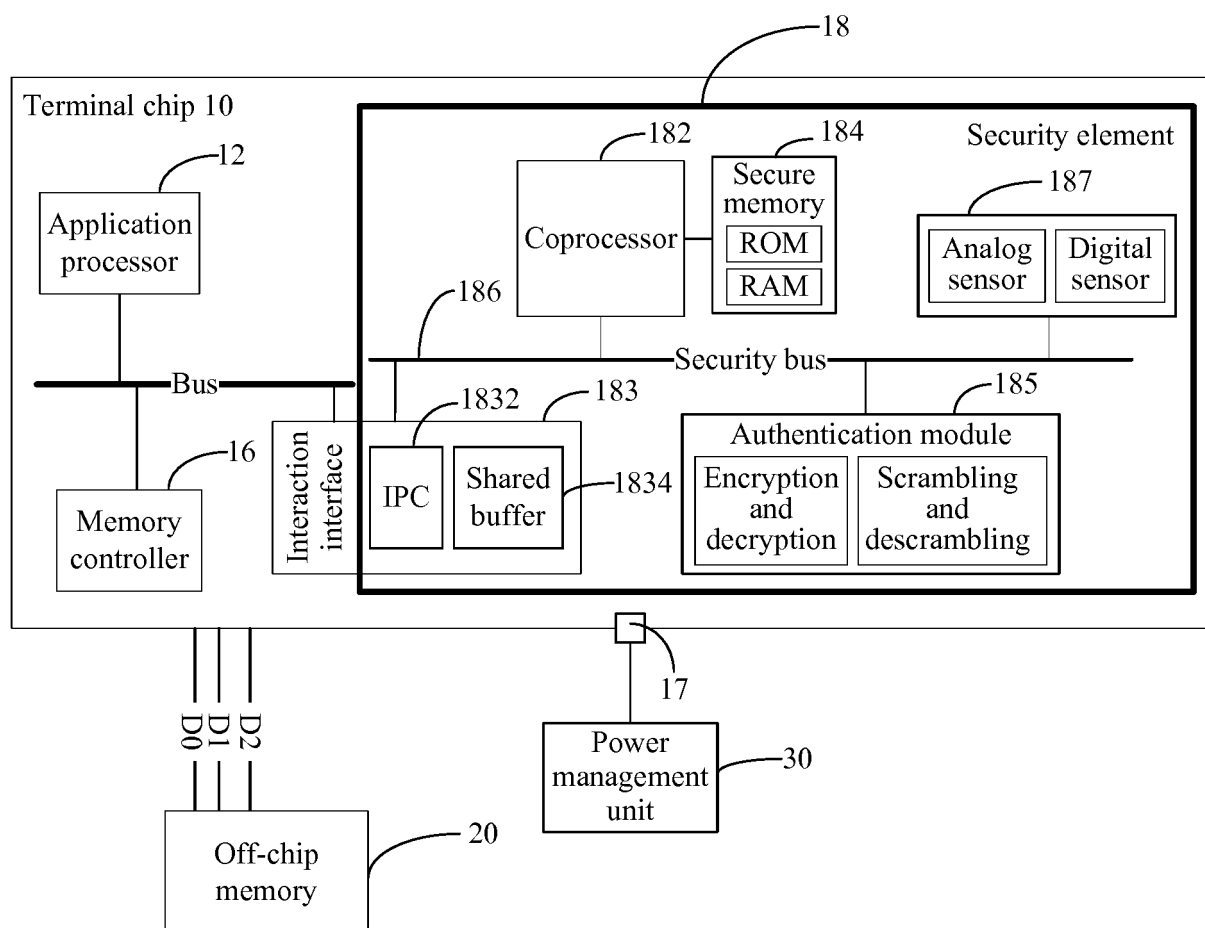 18
Terminal chip 10
12
Application
processor
182
184
Security element
Coprocessor
Secure
memory
ROM
RAM
187
Analog
sensor
Digital
sensor
186
Security bus
Bus
1832
183
185
16
Memory
controller
Interaction
interface
IPC
Shared
buffer
1834
Authentication module
Encryption
and
decryption
Scrambling
and
descrambling
17
D0
D1
D2
Power
management
unit
30
Off-chip
memory
20